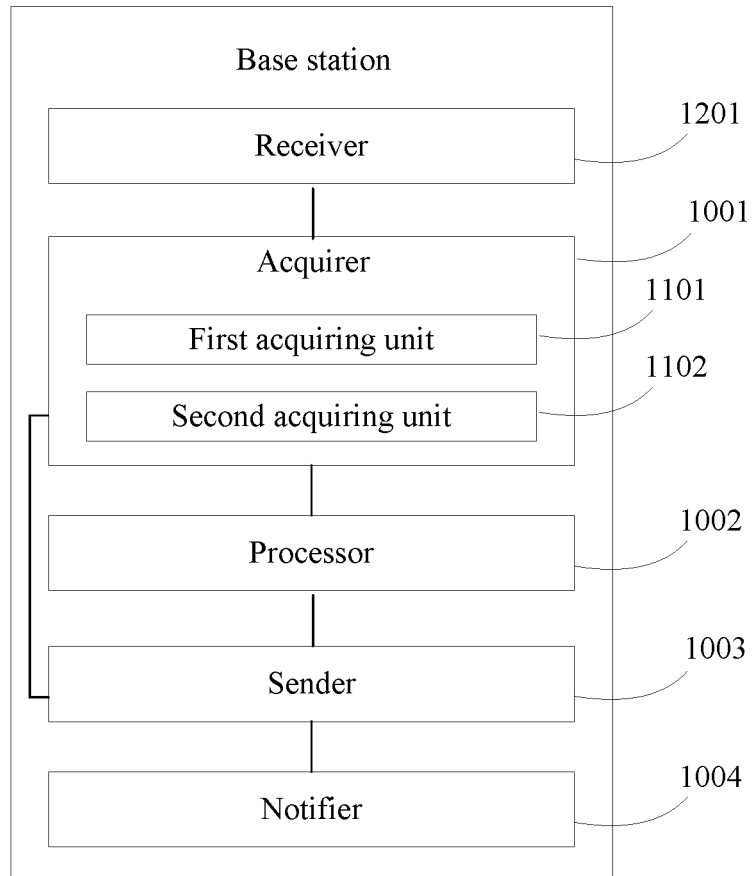 Base station
Receiver
1201
Acquirer
1001
First acquiring unit
1101
Second acquiring unit
1102
Processor
1002
Sender
1003
Notifier
1004